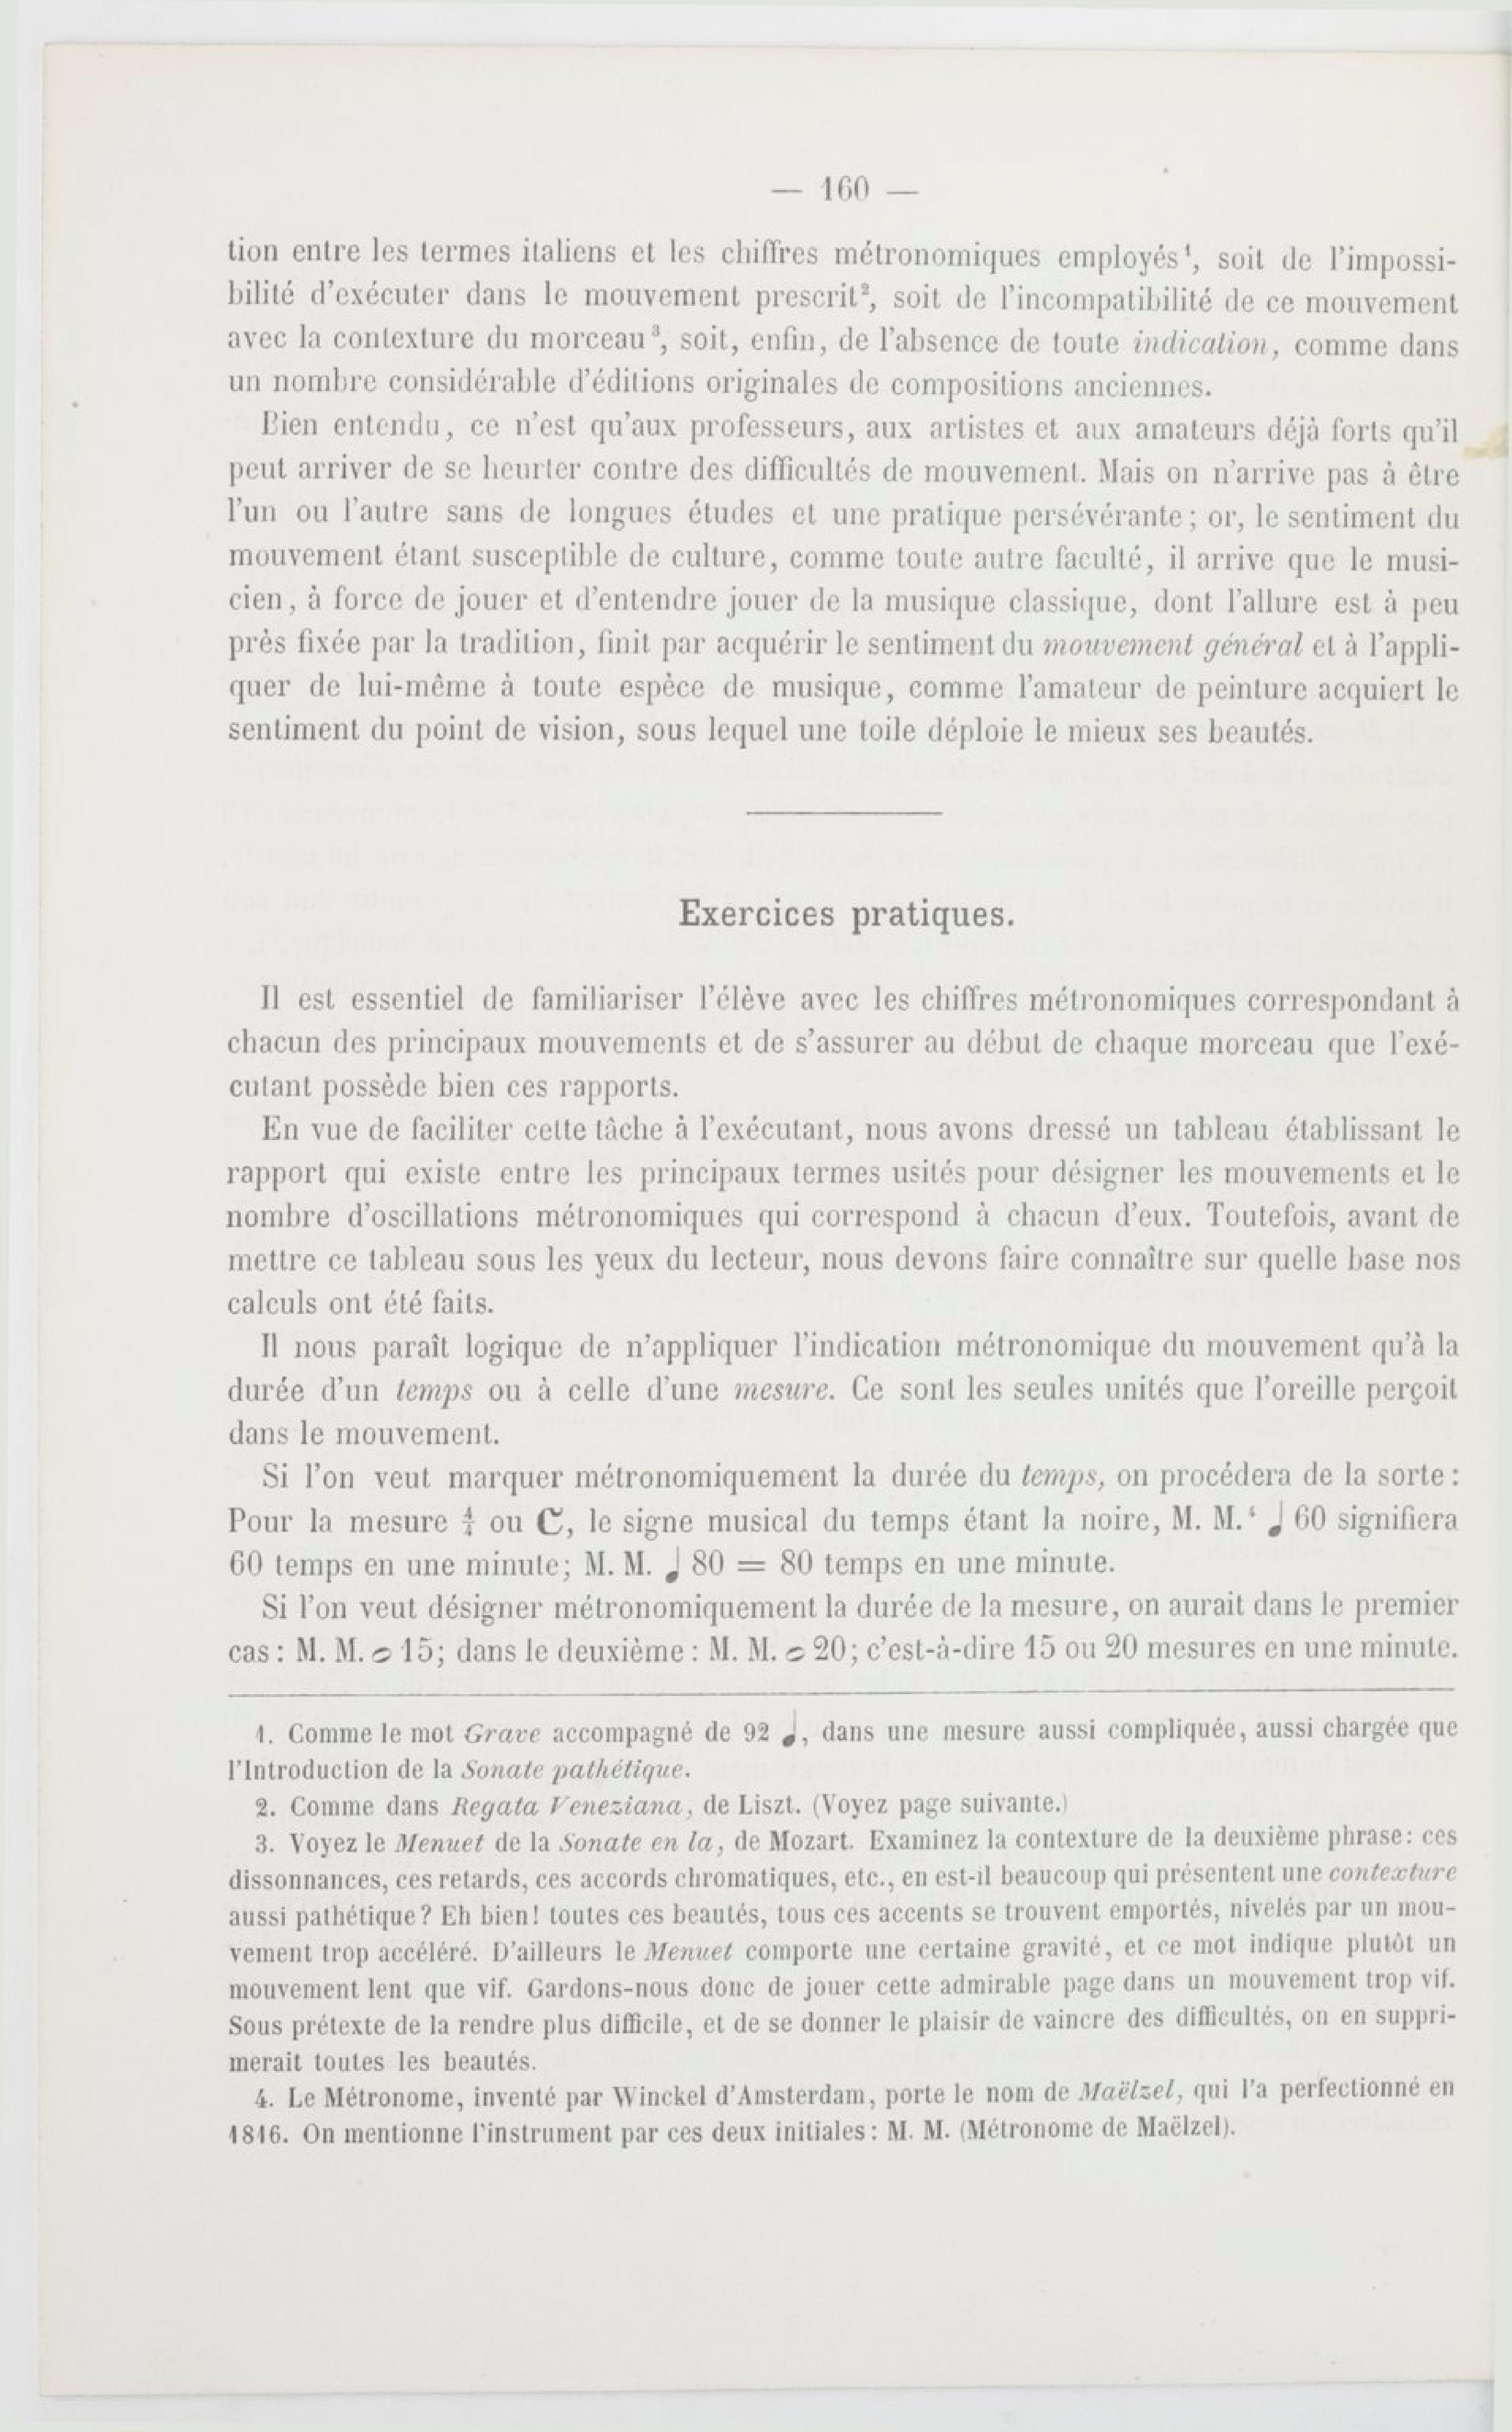 — 160 —
tion entre les termes italiens et les chiffres métronomiques employés¹, soit de l'impossi-
bilité d'exécuter dans le mouvement prescrit², soit de l'incompatibilité de ce mouvement
avec la contexture du morceau³, soit, enfin, de l'absence de toute indication, comme dans
un nombre considérable d'éditions originales de compositions anciennes.
Bien entendu, ce n'est qu'aux professeurs, aux artistes et aux amateurs déjà forts qu'il
peut arriver de se heurter contre des difficultés de mouvement. Mais on n'arrive pas à être
l'un ou l'autre sans de longues études et une pratique persévérante; or, le sentiment du
mouvement étant susceptible de culture, comme toute autre faculté, il arrive que le musi-
cien, à force de jouer et d'entendre jouer de la musique classique, dont l'allure est à peu
près fixée par la tradition, finit par acquérir le sentiment du mouvement général et à l'appli-
quer de lui-même à toute espèce de musique, comme l'amateur de peinture acquiert le
sentiment du point de vision, sous lequel une toile déploie le mieux ses beautés.
Exercices pratiques.
Il est essentiel de familiariser l'élève avec les chiffres métronomiques correspondant à
chacun des principaux mouvements et de s'assurer au début de chaque morceau que l'exé-
cutant possède bien ces rapports.
En vue de faciliter cette tâche à l'exécutant, nous avons dressé un tableau établissant le
rapport qui existe entre les principaux termes usités pour désigner les mouvements et le
nombre d'oscillations métronomiques qui correspond à chacun d'eux. Toutefois, avant de
mettre ce tableau sous les yeux du lecteur, nous devons faire connaître sur quelle base nos
calculs ont été faits.
Il nous paraît logique de n'appliquer l'indication métronomique du mouvement qu'à la
durée d'un temps ou à celle d'une mesure. Ce sont les seules unités que l'oreille perçoit
dans le mouvement.
Si l'on veut marquer métronomiquement la durée du temps, on procédera de la sorte :
Pour la mesure 4/4 ou C, le signe musical du temps étant la noire, M. M.⁴ ♩ 60 signifiera
60 temps en une minute; M. M. ♩ 80 = 80 temps en une minute.
Si l'on veut désigner métronomiquement la durée de la mesure, on aurait dans le premier
cas : M. M. 𝅝 15; dans le deuxième : M. M. 𝅝 20; c'est-à-dire 15 ou 20 mesures en une minute.
1. Comme le mot Grave accompagné de 92 ♩, dans une mesure aussi compliquée, aussi chargée que
l'Introduction de la Sonate pathétique.
2. Comme dans Regata Veneziana, de Liszt. (Voyez page suivante.)
3. Voyez le Menuet de la Sonate en la, de Mozart. Examinez la contexture de la deuxième phrase: ces
dissonnances, ces retards, ces accords chromatiques, etc., en est-il beaucoup qui présentent une contexture
aussi pathétique? Eh bien! toutes ces beautés, tous ces accents se trouvent emportés, nivelés par un mou-
vement trop accéléré. D'ailleurs le Menuet comporte une certaine gravité, et ce mot indique plutôt un
mouvement lent que vif. Gardons-nous donc de jouer cette admirable page dans un mouvement trop vif.
Sous prétexte de la rendre plus difficile, et de se donner le plaisir de vaincre des difficultés, on en suppri-
merait toutes les beautés.
4. Le Métronome, inventé par Winckel d'Amsterdam, porte le nom de Maëlzel, qui l'a perfectionné en
1816. On mentionne l'instrument par ces deux initiales: M. M. (Métronome de Maëlzel).